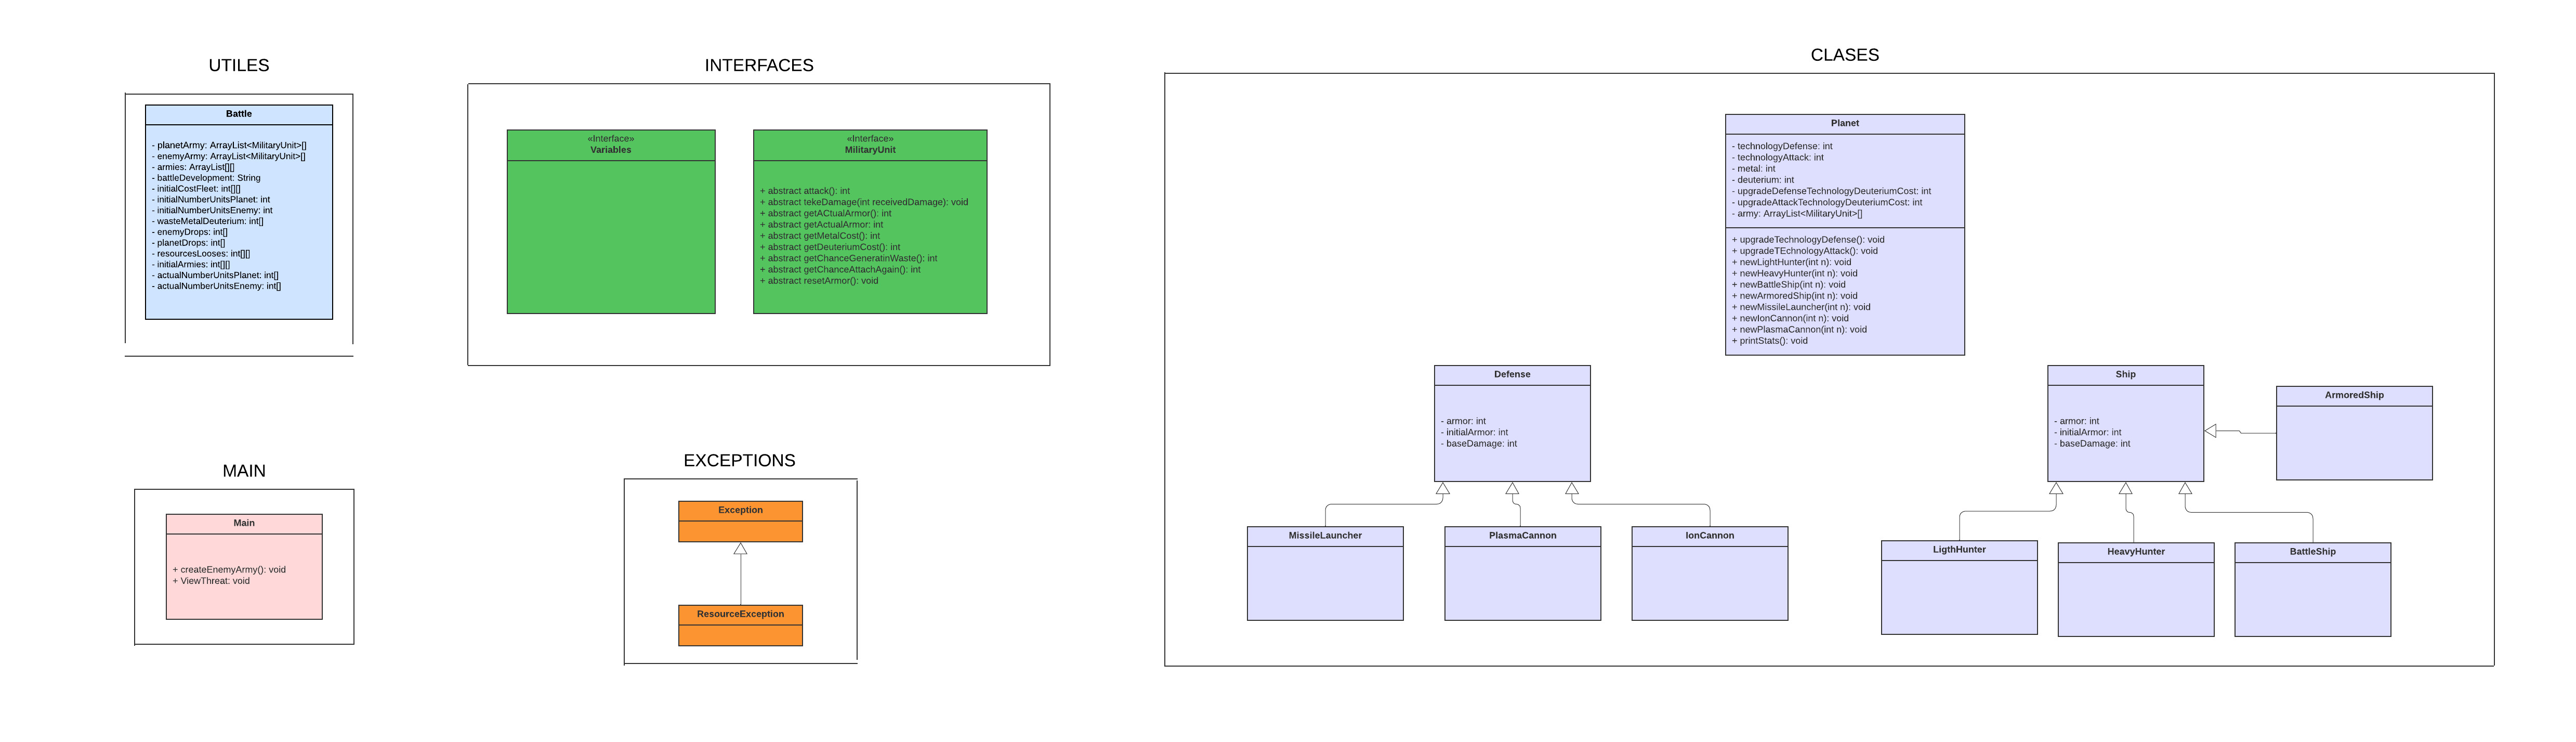 UTILES
Battle
- planetArmy: ArrayList<MilitaryUnit>[]
- enemyArmy: ArrayList<MilitaryUnit>[]
- armies: ArrayList[][]
- battleDevelopment: String
- initialCostFleet: int[][]
- initialNumberUnitsPlanet: int
- initialNumberUnitsEnemy: int
- wasteMetalDeuterium: int[]
- enemyDrops: int[]
- planetDrops: int[]
- resourcesLooses: int[][]
- initialArmies: int[][]
- actualNumberUnitsPlanet: int[]
- actualNumberUnitsEnemy: int[]
INTERFACES
«Interface»
Variables
«Interface»
MilitaryUnit
+ abstract attack(): int
+ abstract tekeDamage(int receivedDamage): void
+ abstract getACtualArmor(): int
+ abstract getActualArmor: int
+ abstract getMetalCost(): int
+ abstract getDeuteriumCost(): int
+ abstract getChanceGeneratinWaste(): int
+ abstract getChanceAttachAgain(): int
+ abstract resetArmor(): void
MAIN
Main
+ createEnemyArmy(): void
+ ViewThreat: void
EXCEPTIONS
Exception
ResourceException
CLASES
Planet
- technologyDefense: int
- technologyAttack: int
- metal: int
- deuterium: int
- upgradeDefenseTechnologyDeuteriumCost: int
- upgradeAttackTechnologyDeuteriumCost: int
- army: ArrayList<MilitaryUnit>[]
+ upgradeTechnologyDefense(): void
+ upgradeTEchnologyAttack(): void
+ newLightHunter(int n): void
+ newHeavyHunter(int n): void
+ newBattleShip(int n): void
+ newArmoredShip(int n): void
+ newMissileLauncher(int n): void
+ newIonCannon(int n): void
+ newPlasmaCannon(int n): void
+ printStats(): void
Defense
- armor: int
- initialArmor: int
- baseDamage: int
Ship
- armor: int
- initialArmor: int
- baseDamage: int
ArmoredShip
MissileLauncher
PlasmaCannon
IonCannon
LigthHunter
HeavyHunter
BattleShip